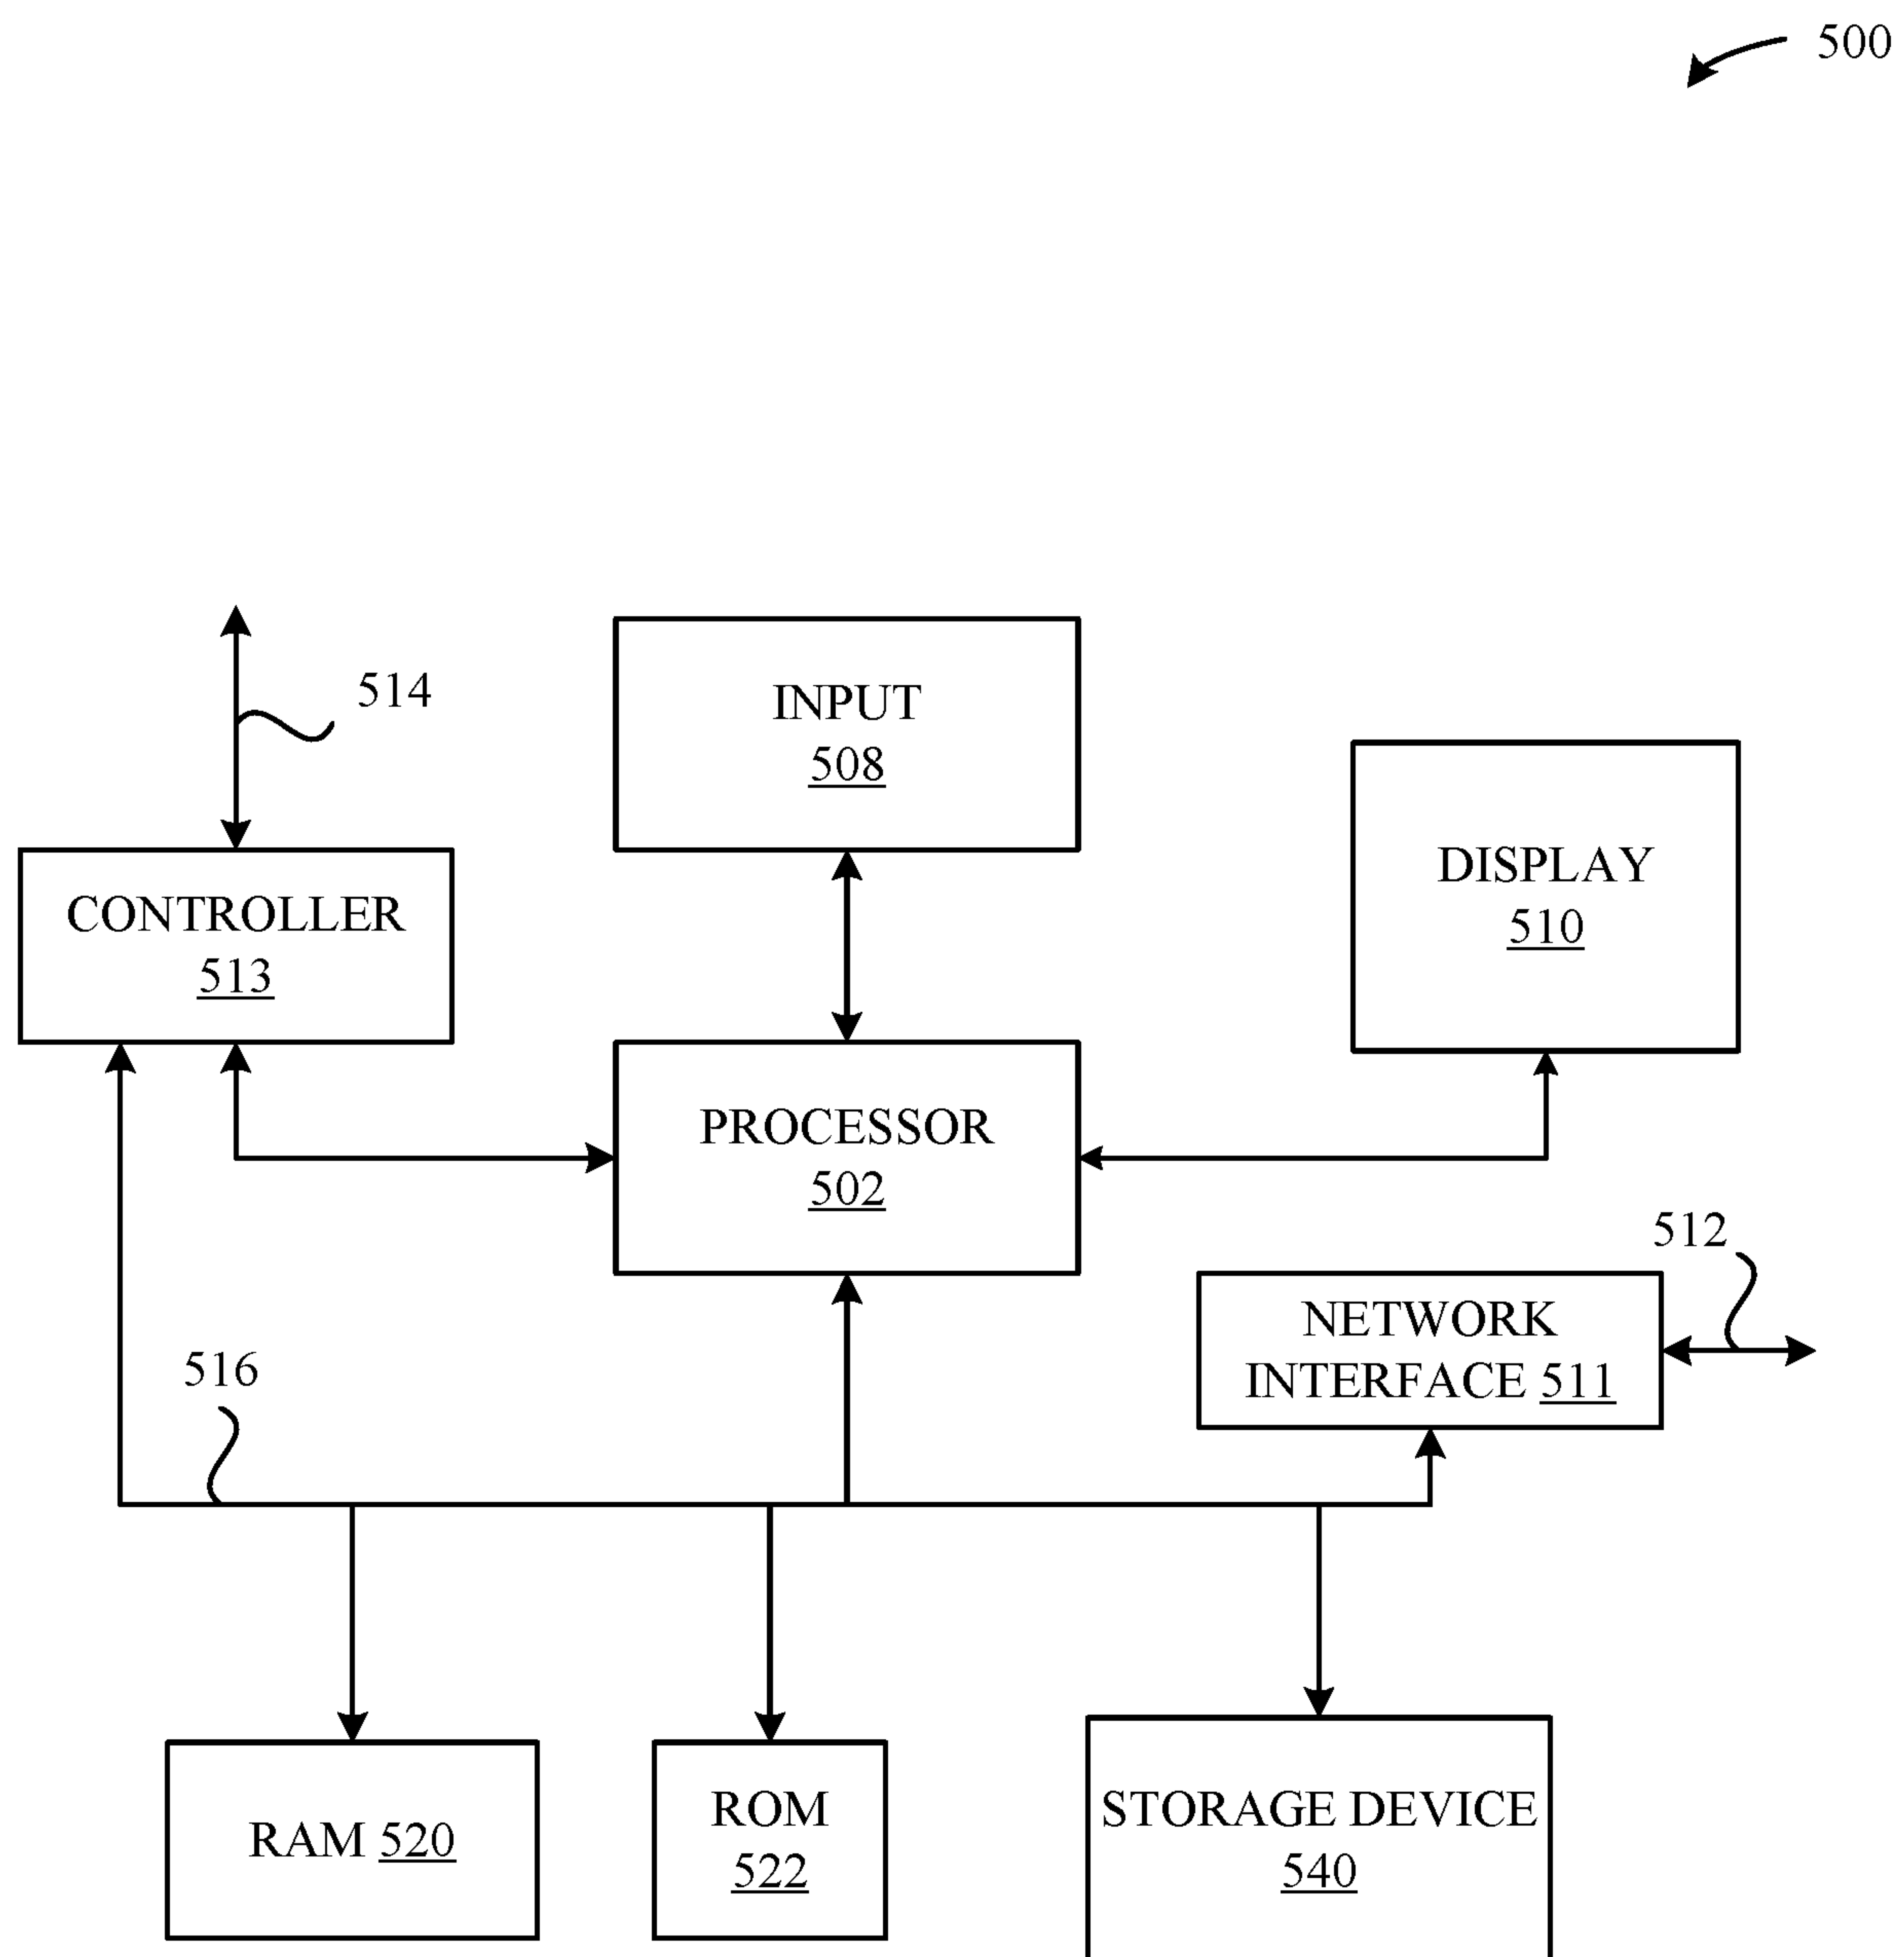 500
514
INPUT
508
DISPLAY
510
CONTROLLER
513
PROCESSOR
502
512
NETWORK
INTERFACE 511
516
RAM 520
ROM
522
STORAGE DEVICE
540